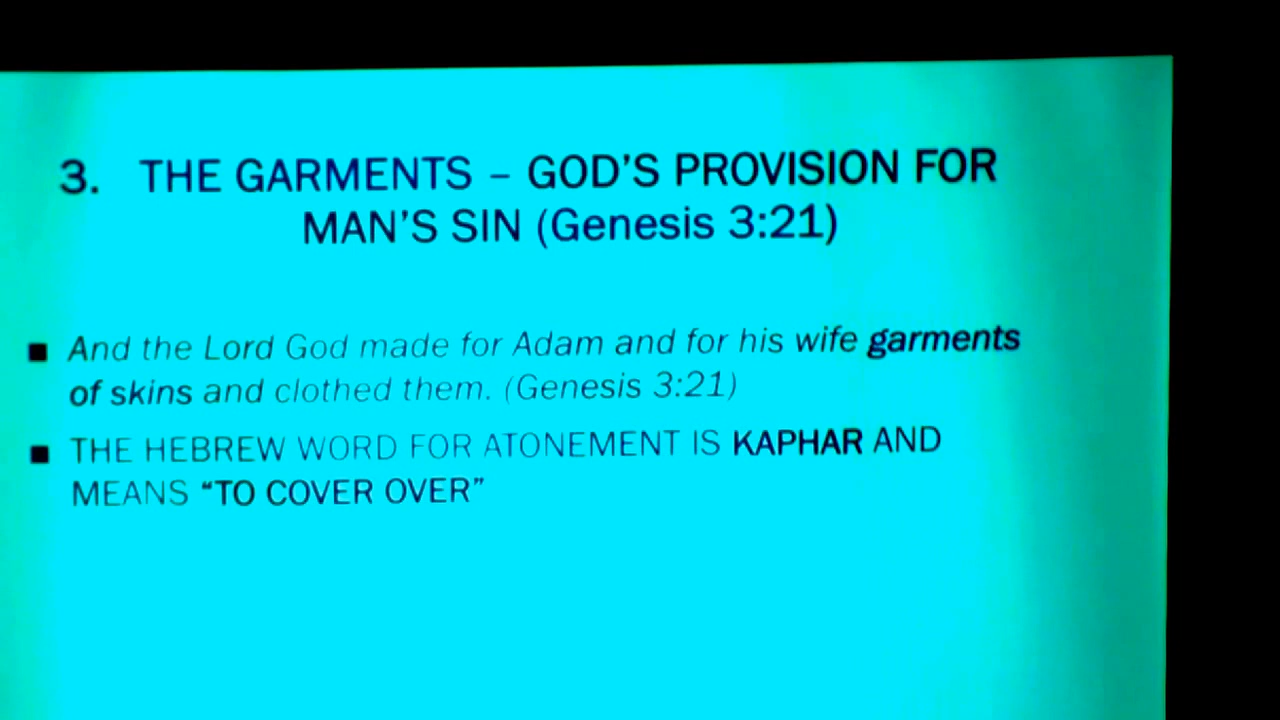 3. THE GARMENTS – GOD’S PROVISION FOR
MAN’S SIN (Genesis 3:21)
■ And the Lord God made for Adam and for his wife garments
of skins and clothed them. (Genesis 3:21)
■ THE HEBREW WORD FOR ATONEMENT IS KAPHAR AND
MEANS “TO COVER OVER”